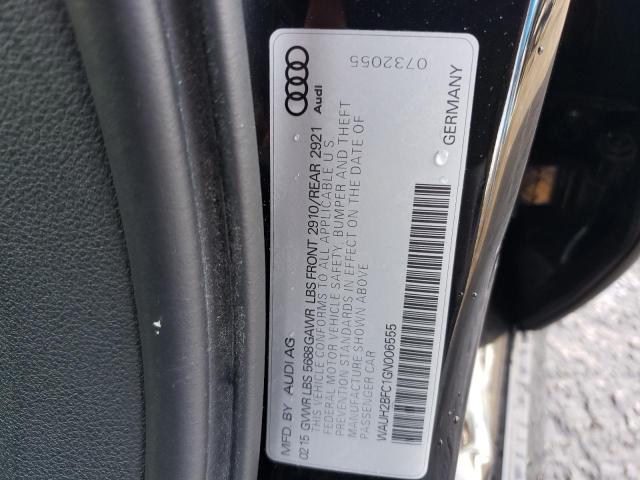 MFD. BY AUDI AG
02 15 GVWR LBS 5688 GAWR LBS FRONT 2910/REAR 2921
THIS VEHICLE CONFORMS TO ALL APPLICABLE U S
FEDERAL MOTOR VEHICLE SAFETY, BUMPER AND THEFT
PREVENTION STANDARDS IN EFFECT ON THE DATE OF
MANUFACTURE SHOWN ABOVE
PASSENGER CAR
WAUH2BFC1GN006555
Audi
0732055
GERMANY